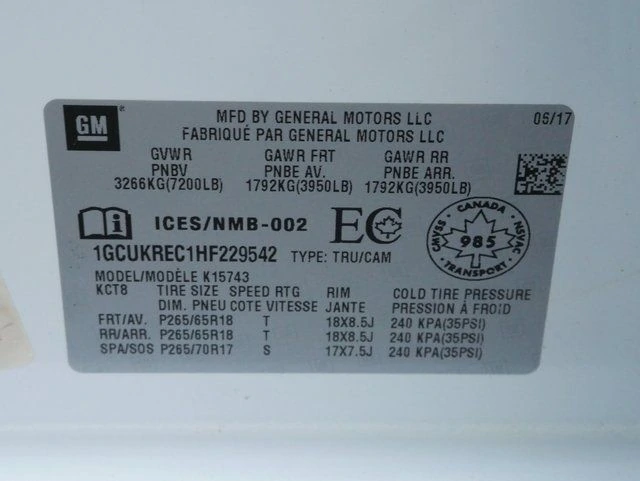 GM
MFD BY GENERAL MOTORS LLC
FABRIQUÉ PAR GENERAL MOTORS LLC
06/17
GVWR GAWR FRT GAWR RR
PNBV PNBE AV. PNBE ARR.
3266KG(7200LB) 1792KG(3950LB) 1792KG(3950LB)
i ICES/NMB-002 EC
CANADA CMVSS 985 NSVAC TRANSPORT
1GCUKREC1HF229542 TYPE: TRU/CAM
MODEL/MODÈLE K15743
KCT8 TIRE SIZE SPEED RTG RIM COLD TIRE PRESSURE
DIM. PNEU COTE VITESSE JANTE PRESSION À FROID
FRT/AV. P265/65R18 T 18X8.5J 240 KPA(35PSI)
RR/ARR. P265/65R18 T 18X8.5J 240 KPA(35PSI)
SPA/SOS P265/70R17 S 17X7.5J 240 KPA(35PSI)